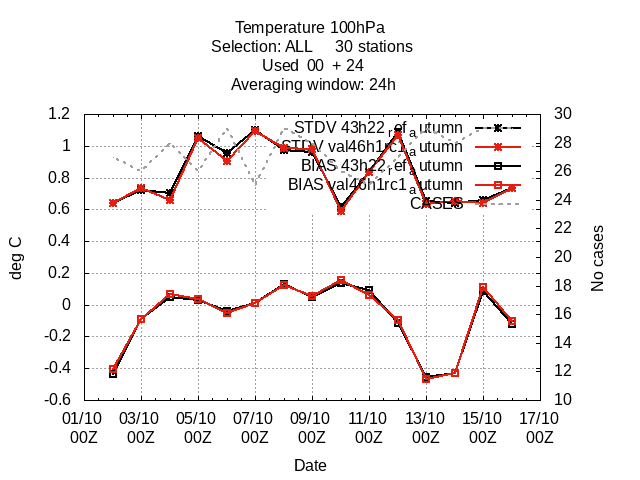 Temperature 100hPa
Selection: ALL     30 stations
Used  00  + 24
Averaging window: 24h
STDV 43h22refautumn
STDV val46h1rc1autumn
BIAS 43h22refautumn
BIAS val46h1rc1autumn
CASES
1.2
1
0.8
0.6
0.4
0.2
0
-0.2
-0.4
-0.6
deg C
30
28
26
24
22
20
18
16
14
12
10
No cases
01/10 03/10 05/10 07/10 09/10 11/10 13/10 15/10 17/10
00Z 00Z 00Z 00Z 00Z 00Z 00Z 00Z 00Z
Date